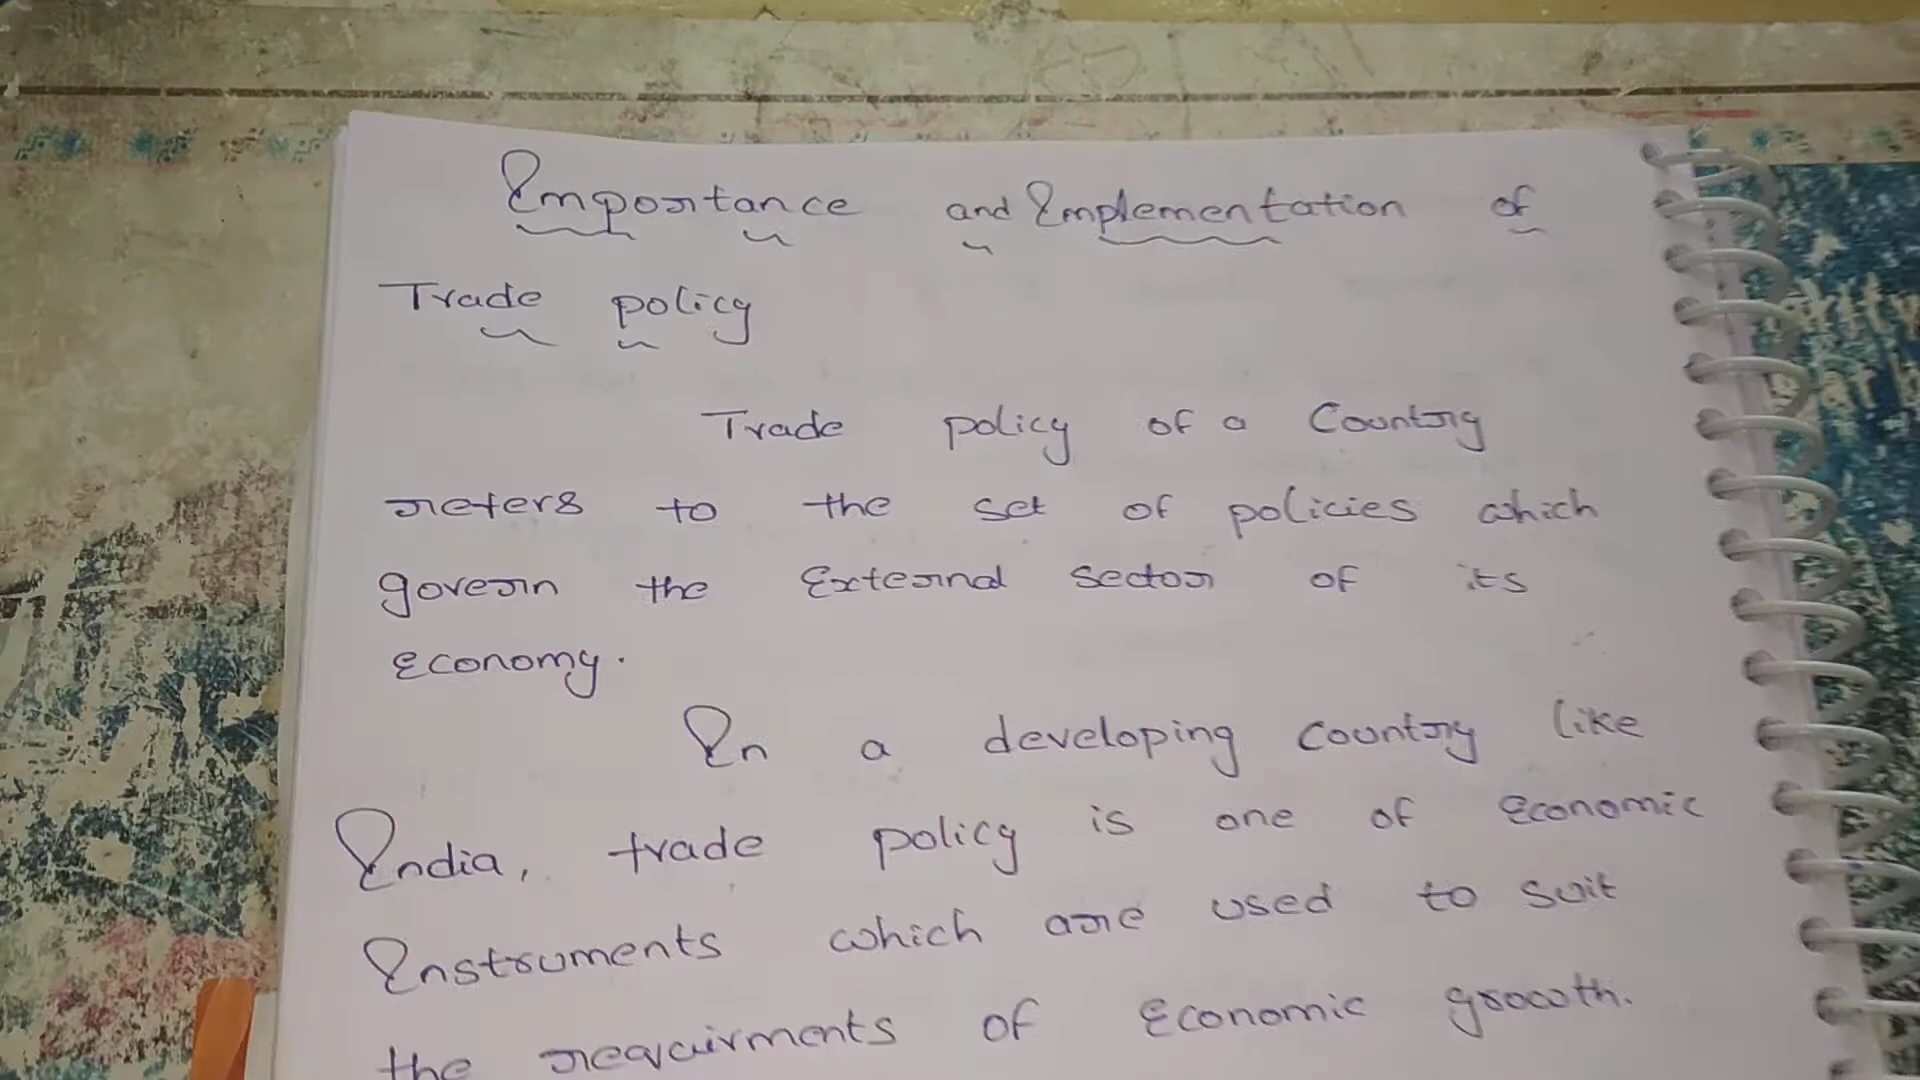 Importance and Implementation of
Trade policy
Trade policy of a Country
refers to the set of policies which
govern the External sector of its
Economy.
In a developing country like
India, trade policy is one of Economic
Instruments which are used to suit
the requirments of Economic growth.